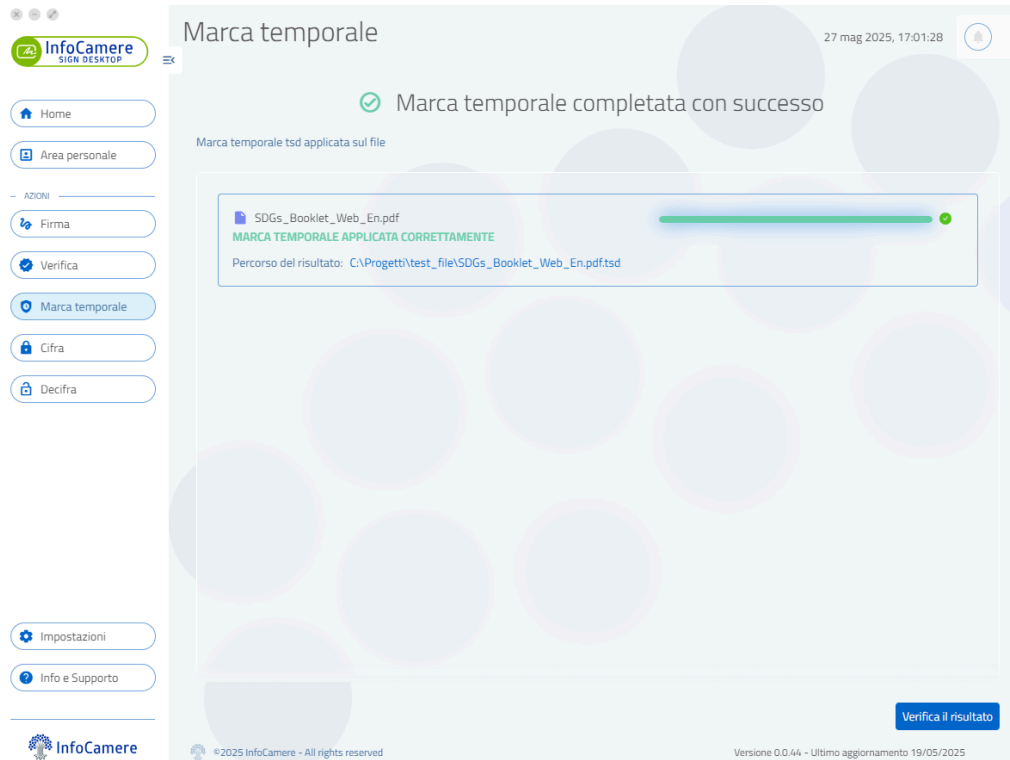 InfoCamere
SIGN DESKTOP
Marca temporale
27 mag 2025, 17:01:28
Home
Area personale
AZIONI
Firma
Verifica
Marca temporale
Cifra
Decifra
Impostazioni
Info e Supporto
InfoCamere
Marca temporale completata con successo
Marca temporale tsd applicata sul file
SDGs_Booklet_Web_En.pdf
MARCA TEMPORALE APPLICATA CORRETTAMENTE
Percorso del risultato: C:\Progetti\test_file\SDGs_Booklet_Web_En.pdf.tsd
Verifica il risultato
©2025 InfoCamere - All rights reserved
Versione 0.0.44 - Ultimo aggiornamento 19/05/2025